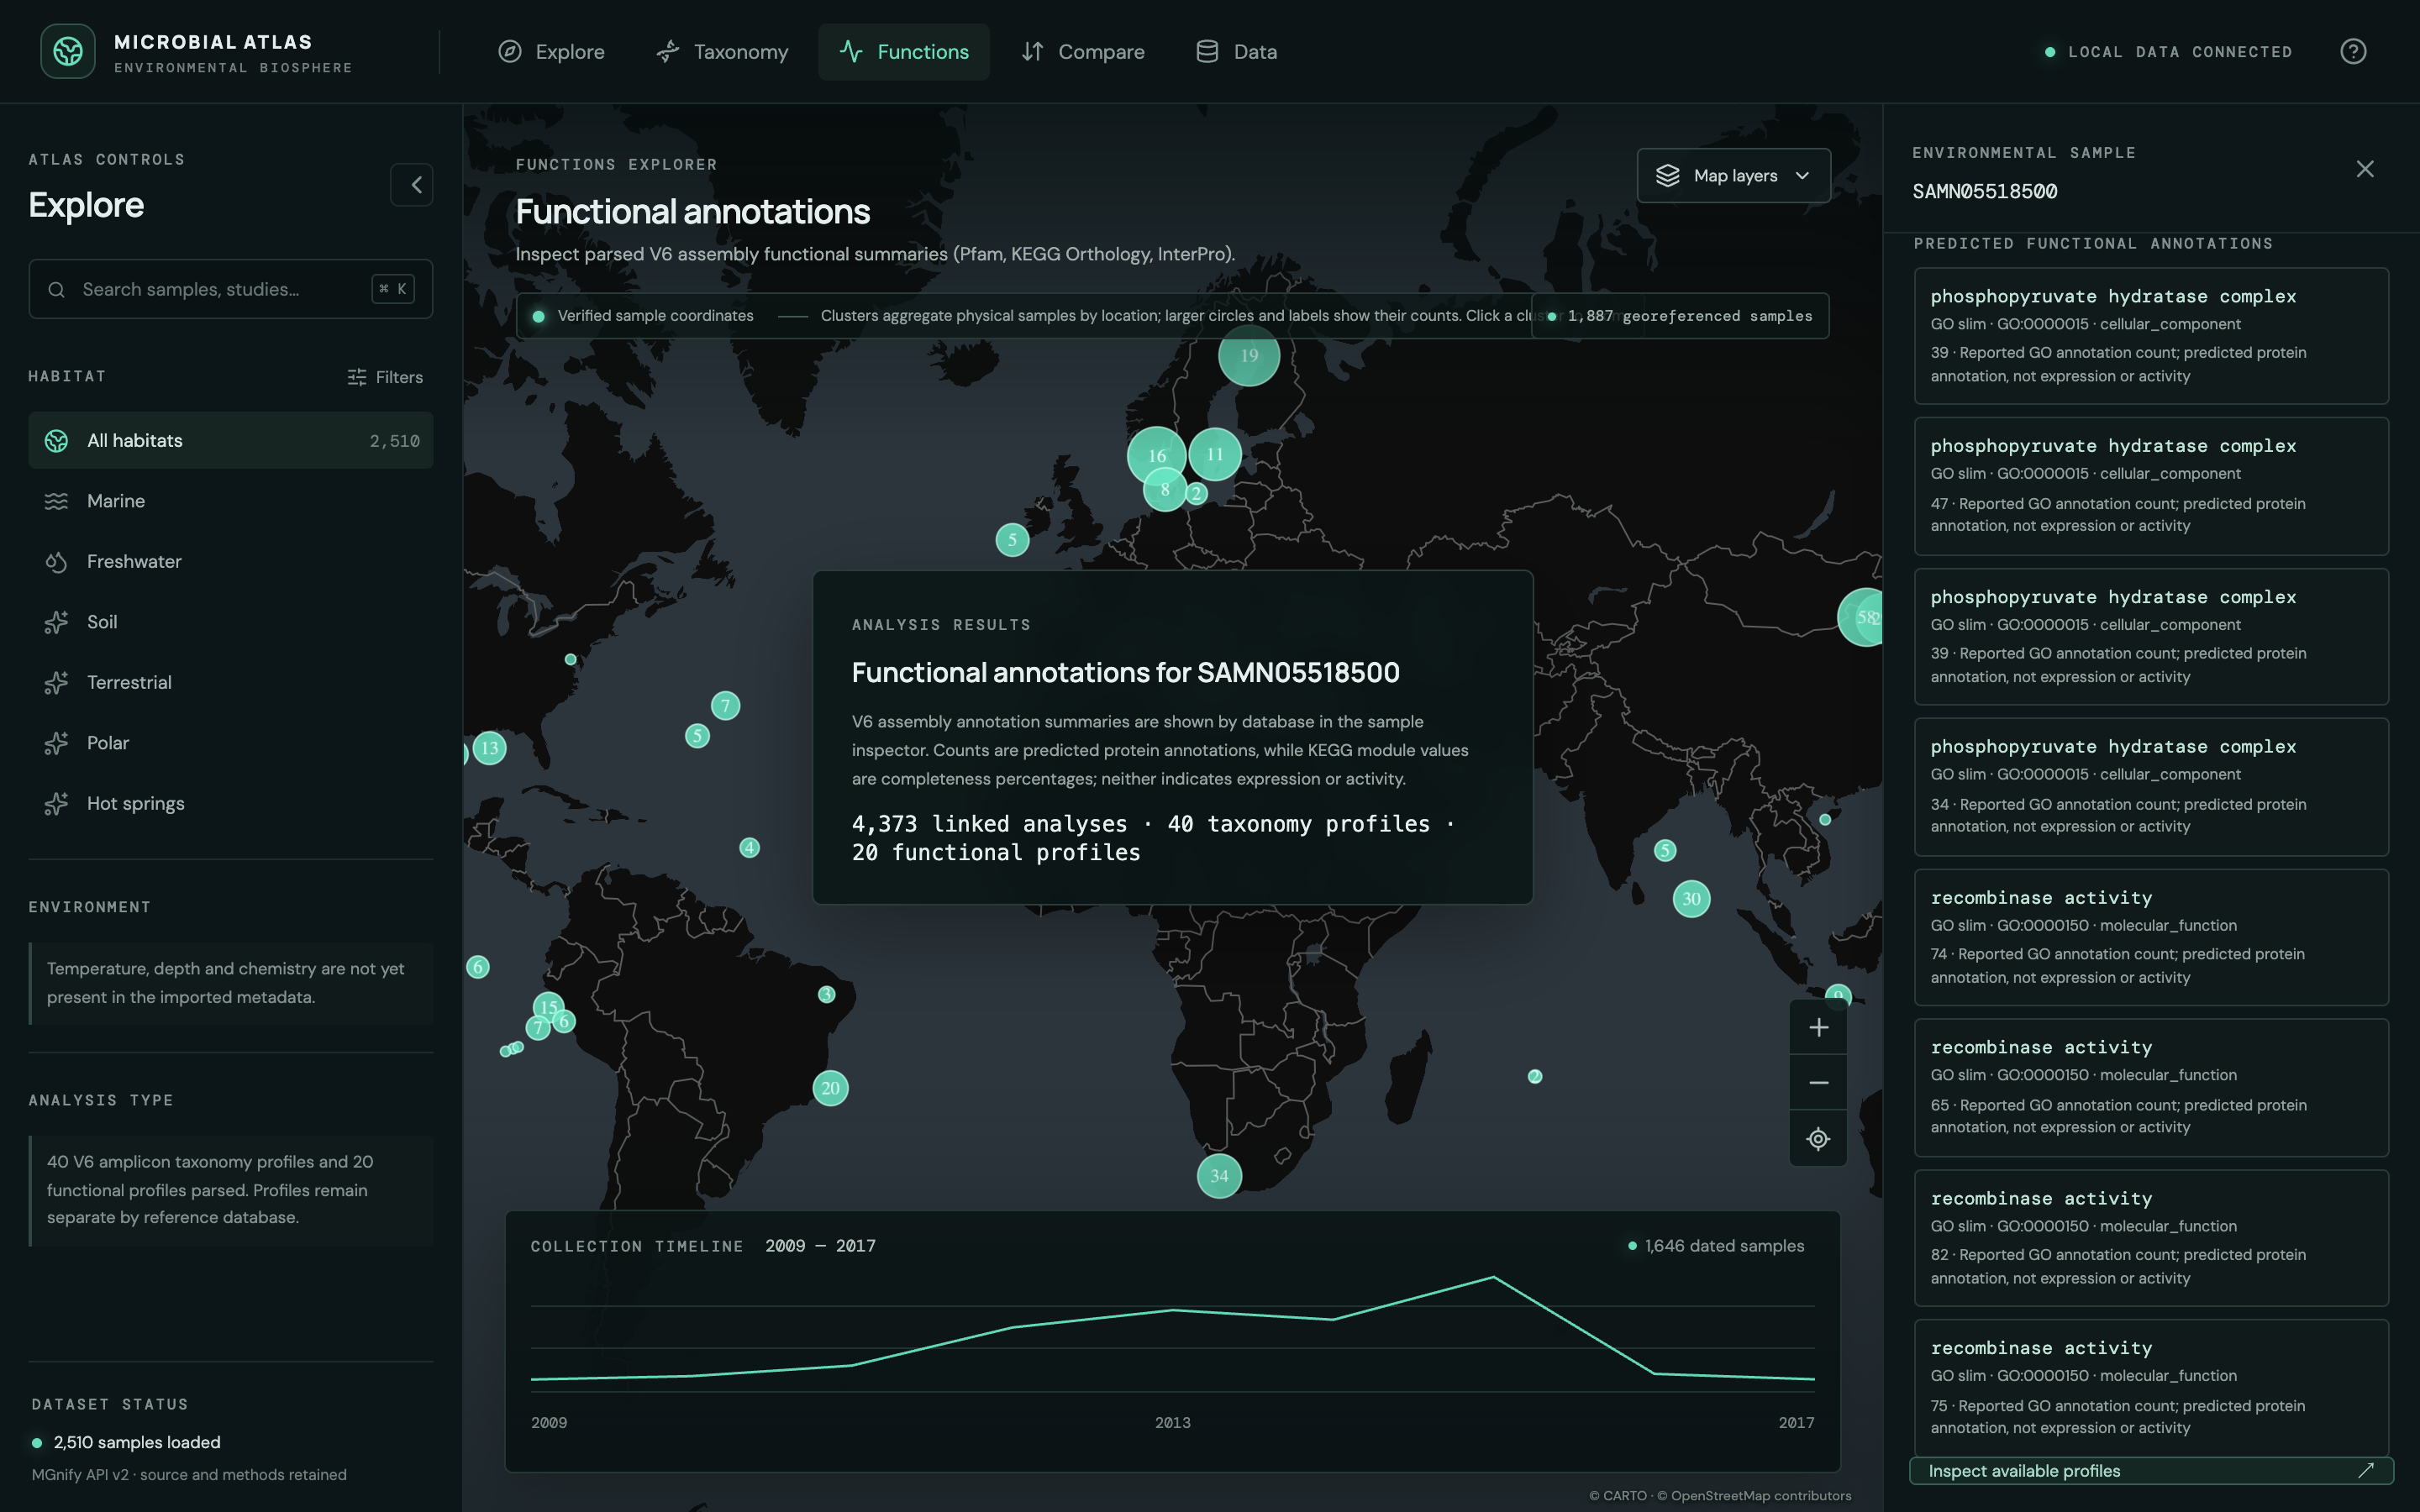 MICROBIAL ATLAS
ENVIRONMENTAL BIOSPHERE
Explore
Taxonomy
Functions
Compare
Data
LOCAL DATA CONNECTED
ATLAS CONTROLS
Explore
Search samples, studies...
⌘ K
HABITAT
Filters
All habitats 2,510
Marine
Freshwater
Soil
Terrestrial
Polar
Hot springs
ENVIRONMENT
Temperature, depth and chemistry are not yet
present in the imported metadata.
ANALYSIS TYPE
40 V6 amplicon taxonomy profiles and 20
functional profiles parsed. Profiles remain
separate by reference database.
DATASET STATUS
2,510 samples loaded
MGnify API v2 · source and methods retained
FUNCTIONS EXPLORER
Functional annotations
Inspect parsed V6 assembly functional summaries (Pfam, KEGG Orthology, InterPro).
Map layers
Verified sample coordinates
Clusters aggregate physical samples by location; larger circles and labels show their counts. Click a
1,887 georeferenced samples
19
16
11
8
2
5
58
7
5
13
4
5
30
6
3
15
7
6
9
20
2
34
ANALYSIS RESULTS
Functional annotations for SAMN05518500
V6 assembly annotation summaries are shown by database in the sample
inspector. Counts are predicted protein annotations, while KEGG module values
are completeness percentages; neither indicates expression or activity.
4,373 linked analyses · 40 taxonomy profiles ·
20 functional profiles
COLLECTION TIMELINE 2009 — 2017
1,646 dated samples
2009
2013
2017
© CARTO · © OpenStreetMap contributors
ENVIRONMENTAL SAMPLE
SAMN05518500
PREDICTED FUNCTIONAL ANNOTATIONS
phosphopyruvate hydratase complex
GO slim · GO:0000015 · cellular_component
39 · Reported GO annotation count; predicted protein
annotation, not expression or activity
phosphopyruvate hydratase complex
GO slim · GO:0000015 · cellular_component
47 · Reported GO annotation count; predicted protein
annotation, not expression or activity
phosphopyruvate hydratase complex
GO slim · GO:0000015 · cellular_component
39 · Reported GO annotation count; predicted protein
annotation, not expression or activity
phosphopyruvate hydratase complex
GO slim · GO:0000015 · cellular_component
34 · Reported GO annotation count; predicted protein
annotation, not expression or activity
recombinase activity
GO slim · GO:0000150 · molecular_function
74 · Reported GO annotation count; predicted protein
annotation, not expression or activity
recombinase activity
GO slim · GO:0000150 · molecular_function
65 · Reported GO annotation count; predicted protein
annotation, not expression or activity
recombinase activity
GO slim · GO:0000150 · molecular_function
82 · Reported GO annotation count; predicted protein
annotation, not expression or activity
recombinase activity
GO slim · GO:0000150 · molecular_function
75 · Reported GO annotation count; predicted protein
annotation, not expression or activity
Inspect available profiles